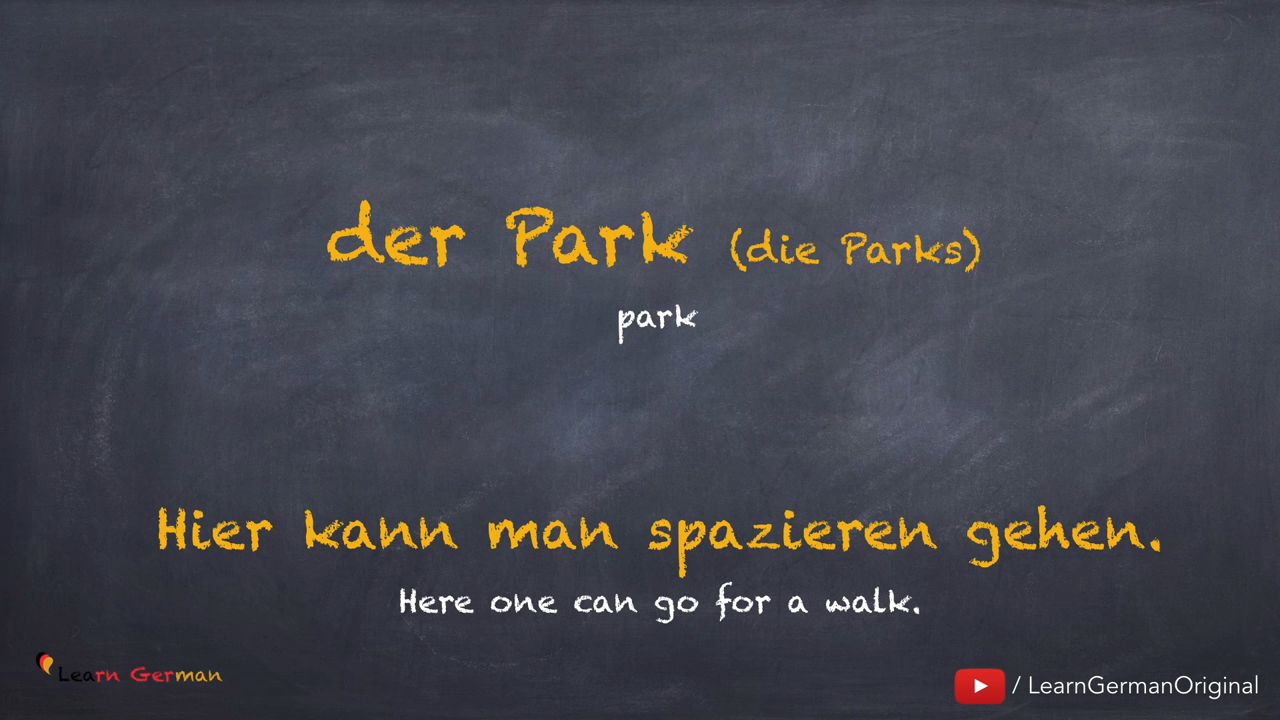 der Park (die Parks)
park
Hier kann man spazieren gehen.
Here one can go for a walk.
Learn German
/ LearnGermanOriginal